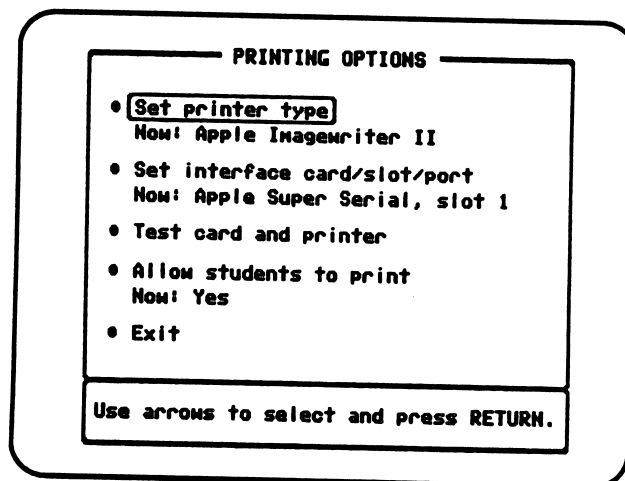 PRINTING OPTIONS
• Set printer type
Now: Apple Imagewriter II
• Set interface card/slot/port
Now: Apple Super Serial, slot 1
• Test card and printer
• Allow students to print
Now: Yes
• Exit
Use arrows to select and press RETURN.